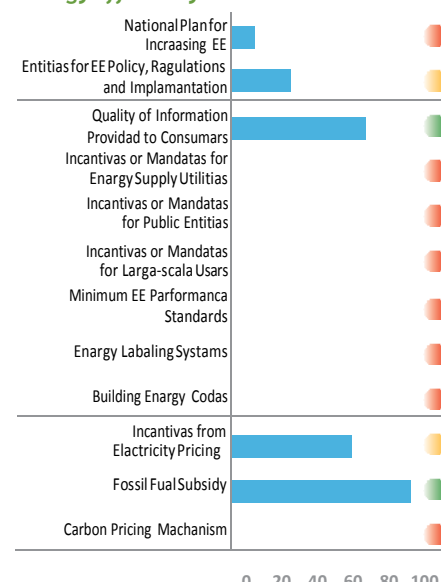 National Plan for
Incraasing EE
Entitias for EE Policy, Ragulations
and Implamantation
Quality of Information
Providad to Consumars
Incantivas or Mandatas for
Enargy Supply Utilitias
Incantivas or Mandatas
for Public Entitias
Incantivas or Mandatas
for Larga-scala Usars
Minimum EE Parformanca
Standards
Enargy Labaling Systams
Building Enargy Codas
Incantivas from
Elactricity Pricing
Fossil Fual Subsidy
Carbon Pricing Machanism
0 20 40 60 80 100